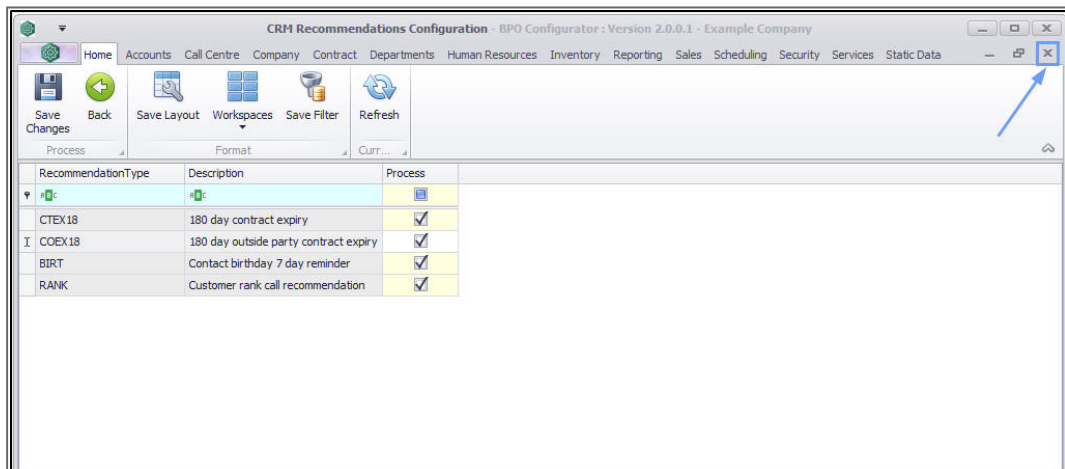 CRM Recommendations Configuration - BPO Configurator : Version 2.0.0.1 - Example Company
Home Accounts Call Centre Company Contract Departments Human Resources Inventory Reporting Sales Scheduling Security Services Static Data
Save Changes Back Save Layout Workspaces Save Filter Refresh
Process Format Curr...
RecommendationType Description Process
ABC ABC
CTEX18 180 day contract expiry
COEX18 180 day outside party contract expiry
BIRT Contact birthday 7 day reminder
RANK Customer rank call recommendation